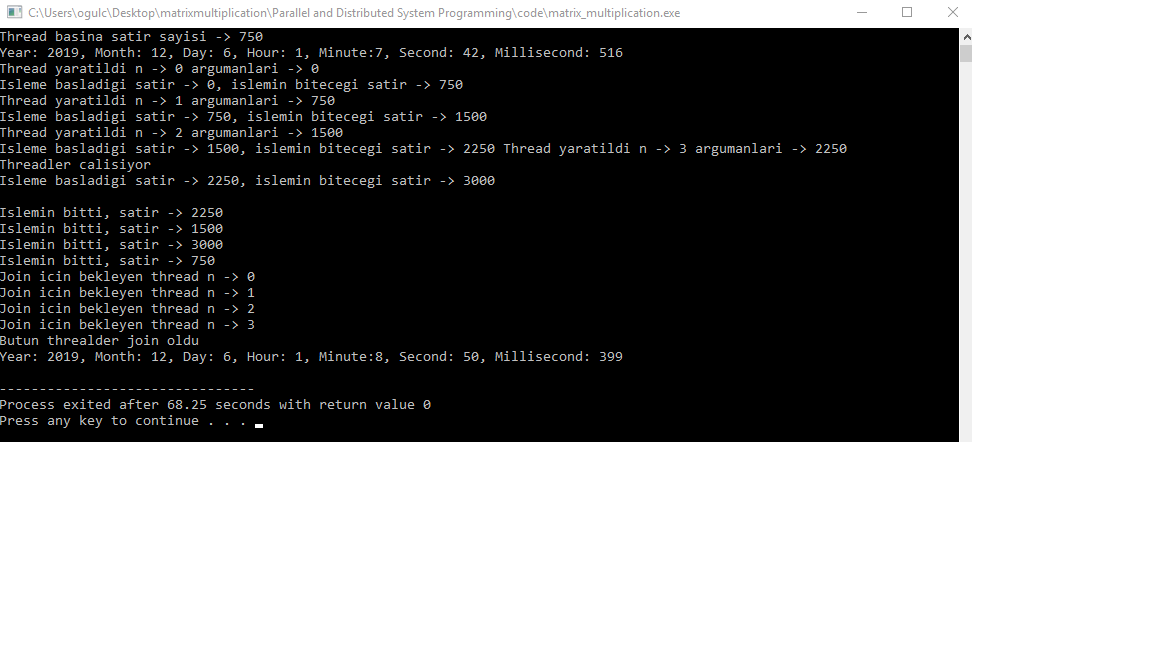 C:\Users\ogulc\Desktop\matrixmultiplication\Parallel and Distributed System Programming\code\matrix_multiplication.exe
Thread basina satir sayisi -> 750
Year: 2019, Month: 12, Day: 6, Hour: 1, Minute:7, Second: 42, Millisecond: 516
Thread yaratildi n -> 0 argumanlari -> 0
Isleme basladigi satir -> 0, islemin bitecegi satir -> 750
Thread yaratildi n -> 1 argumanlari -> 750
Isleme basladigi satir -> 750, islemin bitecegi satir -> 1500
Thread yaratildi n -> 2 argumanlari -> 1500
Isleme basladigi satir -> 1500, islemin bitecegi satir -> 2250 Thread yaratildi n -> 3 argumanlari -> 2250
Threadler calisiyor
Isleme basladigi satir -> 2250, islemin bitecegi satir -> 3000
Islemin bitti, satir -> 2250
Islemin bitti, satir -> 1500
Islemin bitti, satir -> 3000
Islemin bitti, satir -> 750
Join icin bekleyen thread n -> 0
Join icin bekleyen thread n -> 1
Join icin bekleyen thread n -> 2
Join icin bekleyen thread n -> 3
Butun threalder join oldu
Year: 2019, Month: 12, Day: 6, Hour: 1, Minute:8, Second: 50, Millisecond: 399
--------------------------------
Process exited after 68.25 seconds with return value 0
Press any key to continue . . .